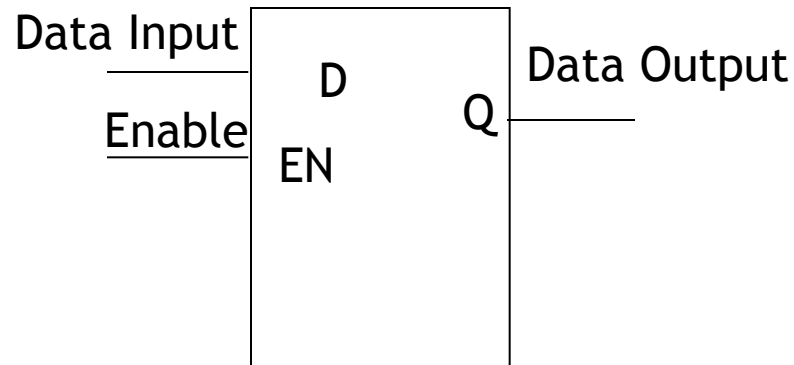 Data Input
D
Data Output
Enable
Q
EN